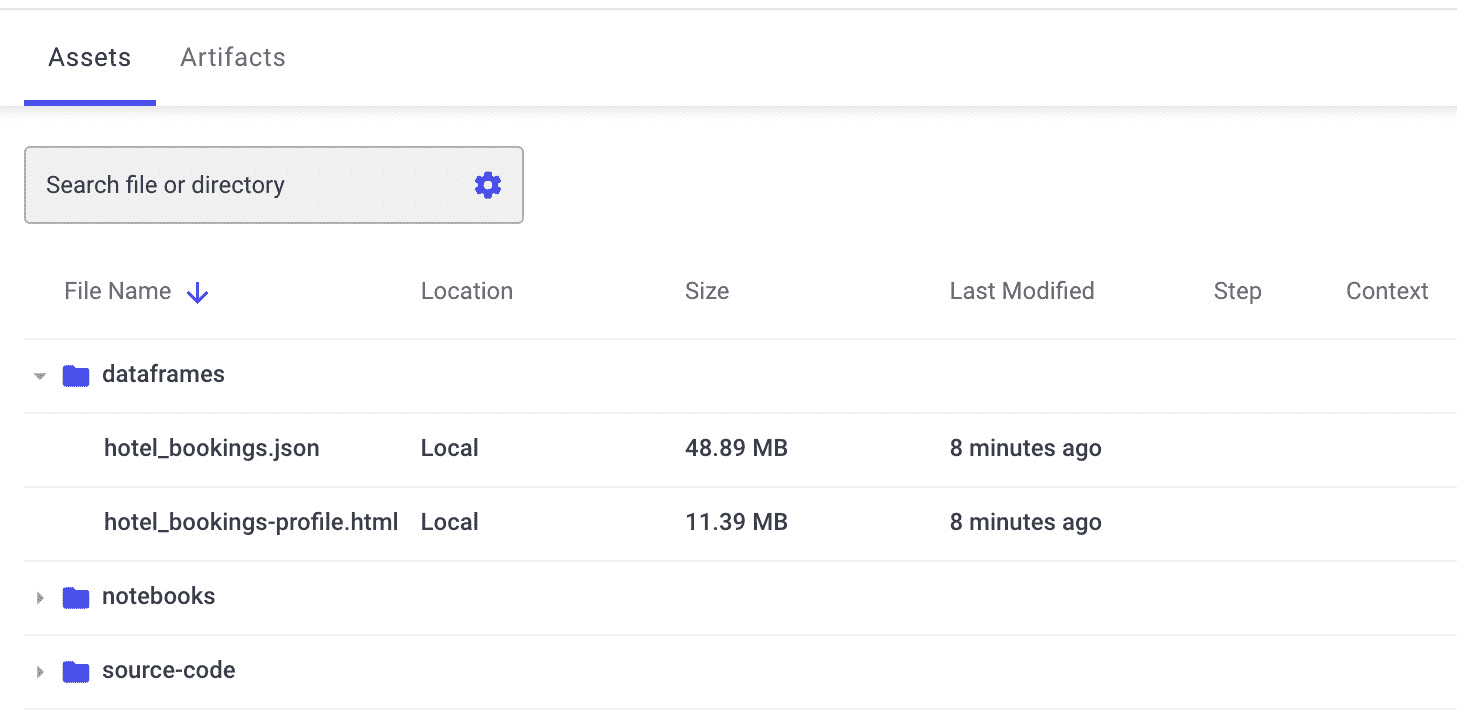 Assets Artifacts
Search file or directory
File Name Location Size Last Modified Step Context
dataframes
hotel_bookings.json Local 48.89 MB 8 minutes ago
hotel_bookings-profile.html Local 11.39 MB 8 minutes ago
notebooks
source-code